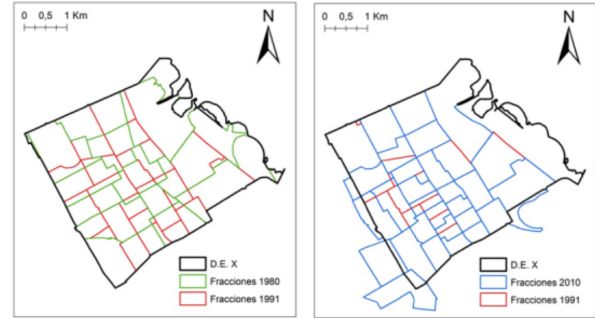 0 0,5 1 Km
N
D.E. X
Fracciones 1980
Fracciones 1991
0 0,5 1 Km
N
D.E. X
Fracciones 2010
Fracciones 1991